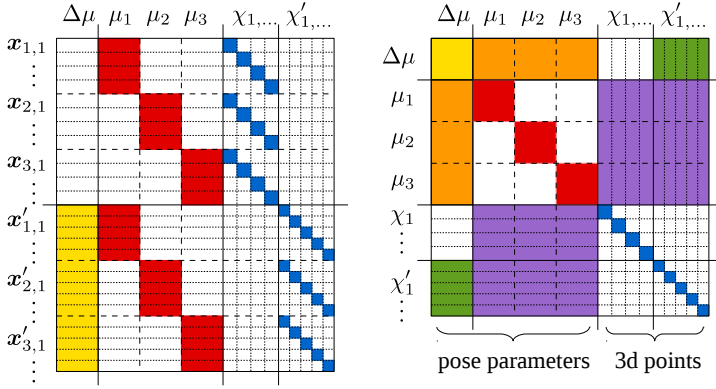 Δμ μ₁ μ₂ μ₃ χ₁,... χ′₁,...
x₁,₁
⋮
x₂,₁
⋮
x₃,₁
⋮
x′₁,₁
⋮
x′₂,₁
⋮
x′₃,₁
⋮
μ₁ μ₂ μ₃ χ₁,... χ′₁,...
Δμ
μ₁
μ₂
μ₃
χ₁
⋮
χ′₁
⋮
pose parameters 3d points